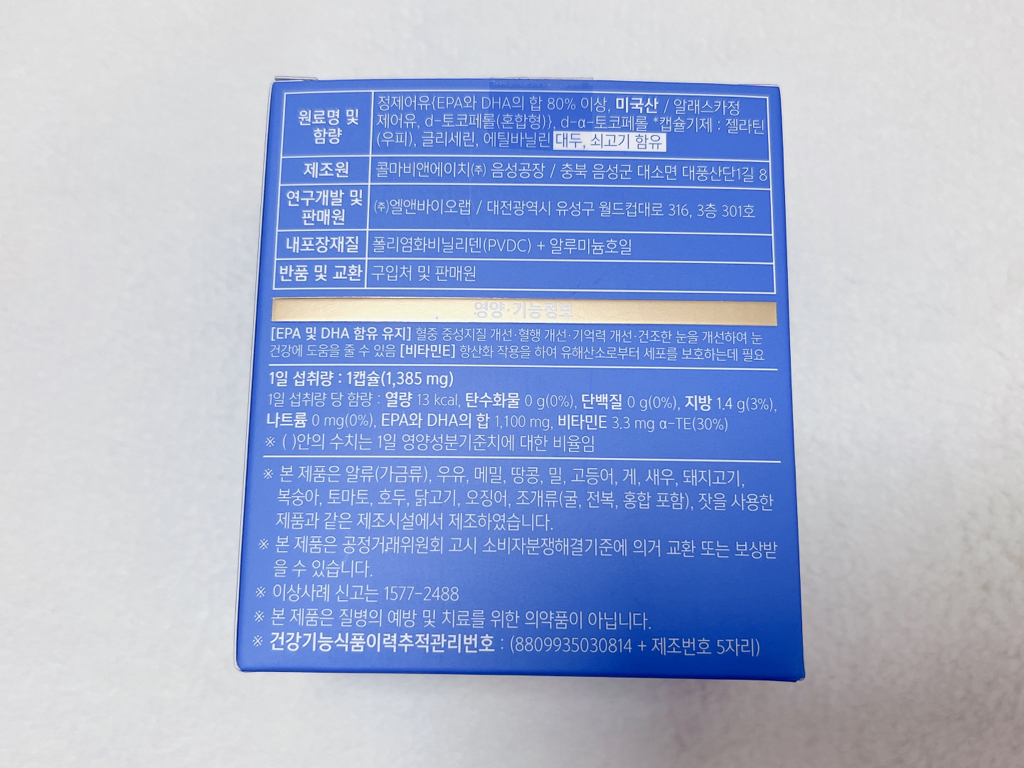 원료명 및 함량
정제어유{EPA와 DHA의 합 80% 이상, 미국산 / 알래스카정
제어유, d-토코페롤(혼합형)}, d-α-토코페롤 *캡슐기제 : 젤라틴
(우피), 글리세린, 에틸바닐린 대두, 쇠고기 함유
제조원 콜마비앤에이치㈜ 음성공장 / 충북 음성군 대소면 대풍산단1길 8
연구개발 및 판매원 ㈜엘앤바이오랩 / 대전광역시 유성구 월드컵대로 316, 3층 301호
내포장재질 폴리염화비닐리덴(PVDC) + 알루미늄호일
반품 및 교환 구입처 및 판매원
영양·기능정보
[EPA 및 DHA 함유 유지] 혈중 중성지질 개선·혈행 개선·기억력 개선·건조한 눈을 개선하여 눈
건강에 도움을 줄 수 있음 [비타민E] 항산화 작용을 하여 유해산소로부터 세포를 보호하는데 필요
1일 섭취량 : 1캡슐(1,385 mg)
1일 섭취량 당 함량 : 열량 13 kcal, 탄수화물 0 g(0%), 단백질 0 g(0%), 지방 1.4 g(3%),
나트륨 0 mg(0%), EPA와 DHA의 합 1,100 mg, 비타민E 3.3 mg α-TE(30%)
※ ( )안의 수치는 1일 영양성분기준치에 대한 비율임
※ 본 제품은 알류(가금류), 우유, 메밀, 땅콩, 밀, 고등어, 게, 새우, 돼지고기,
복숭아, 토마토, 호두, 닭고기, 오징어, 조개류(굴, 전복, 홍합 포함), 잣을 사용한
제품과 같은 제조시설에서 제조하였습니다.
※ 본 제품은 공정거래위원회 고시 소비자분쟁해결기준에 의거 교환 또는 보상받
을 수 있습니다.
※ 이상사례 신고는 1577-2488
※ 본 제품은 질병의 예방 및 치료를 위한 의약품이 아닙니다.
※ 건강기능식품이력추적관리번호 : (8809935030814 + 제조번호 5자리)